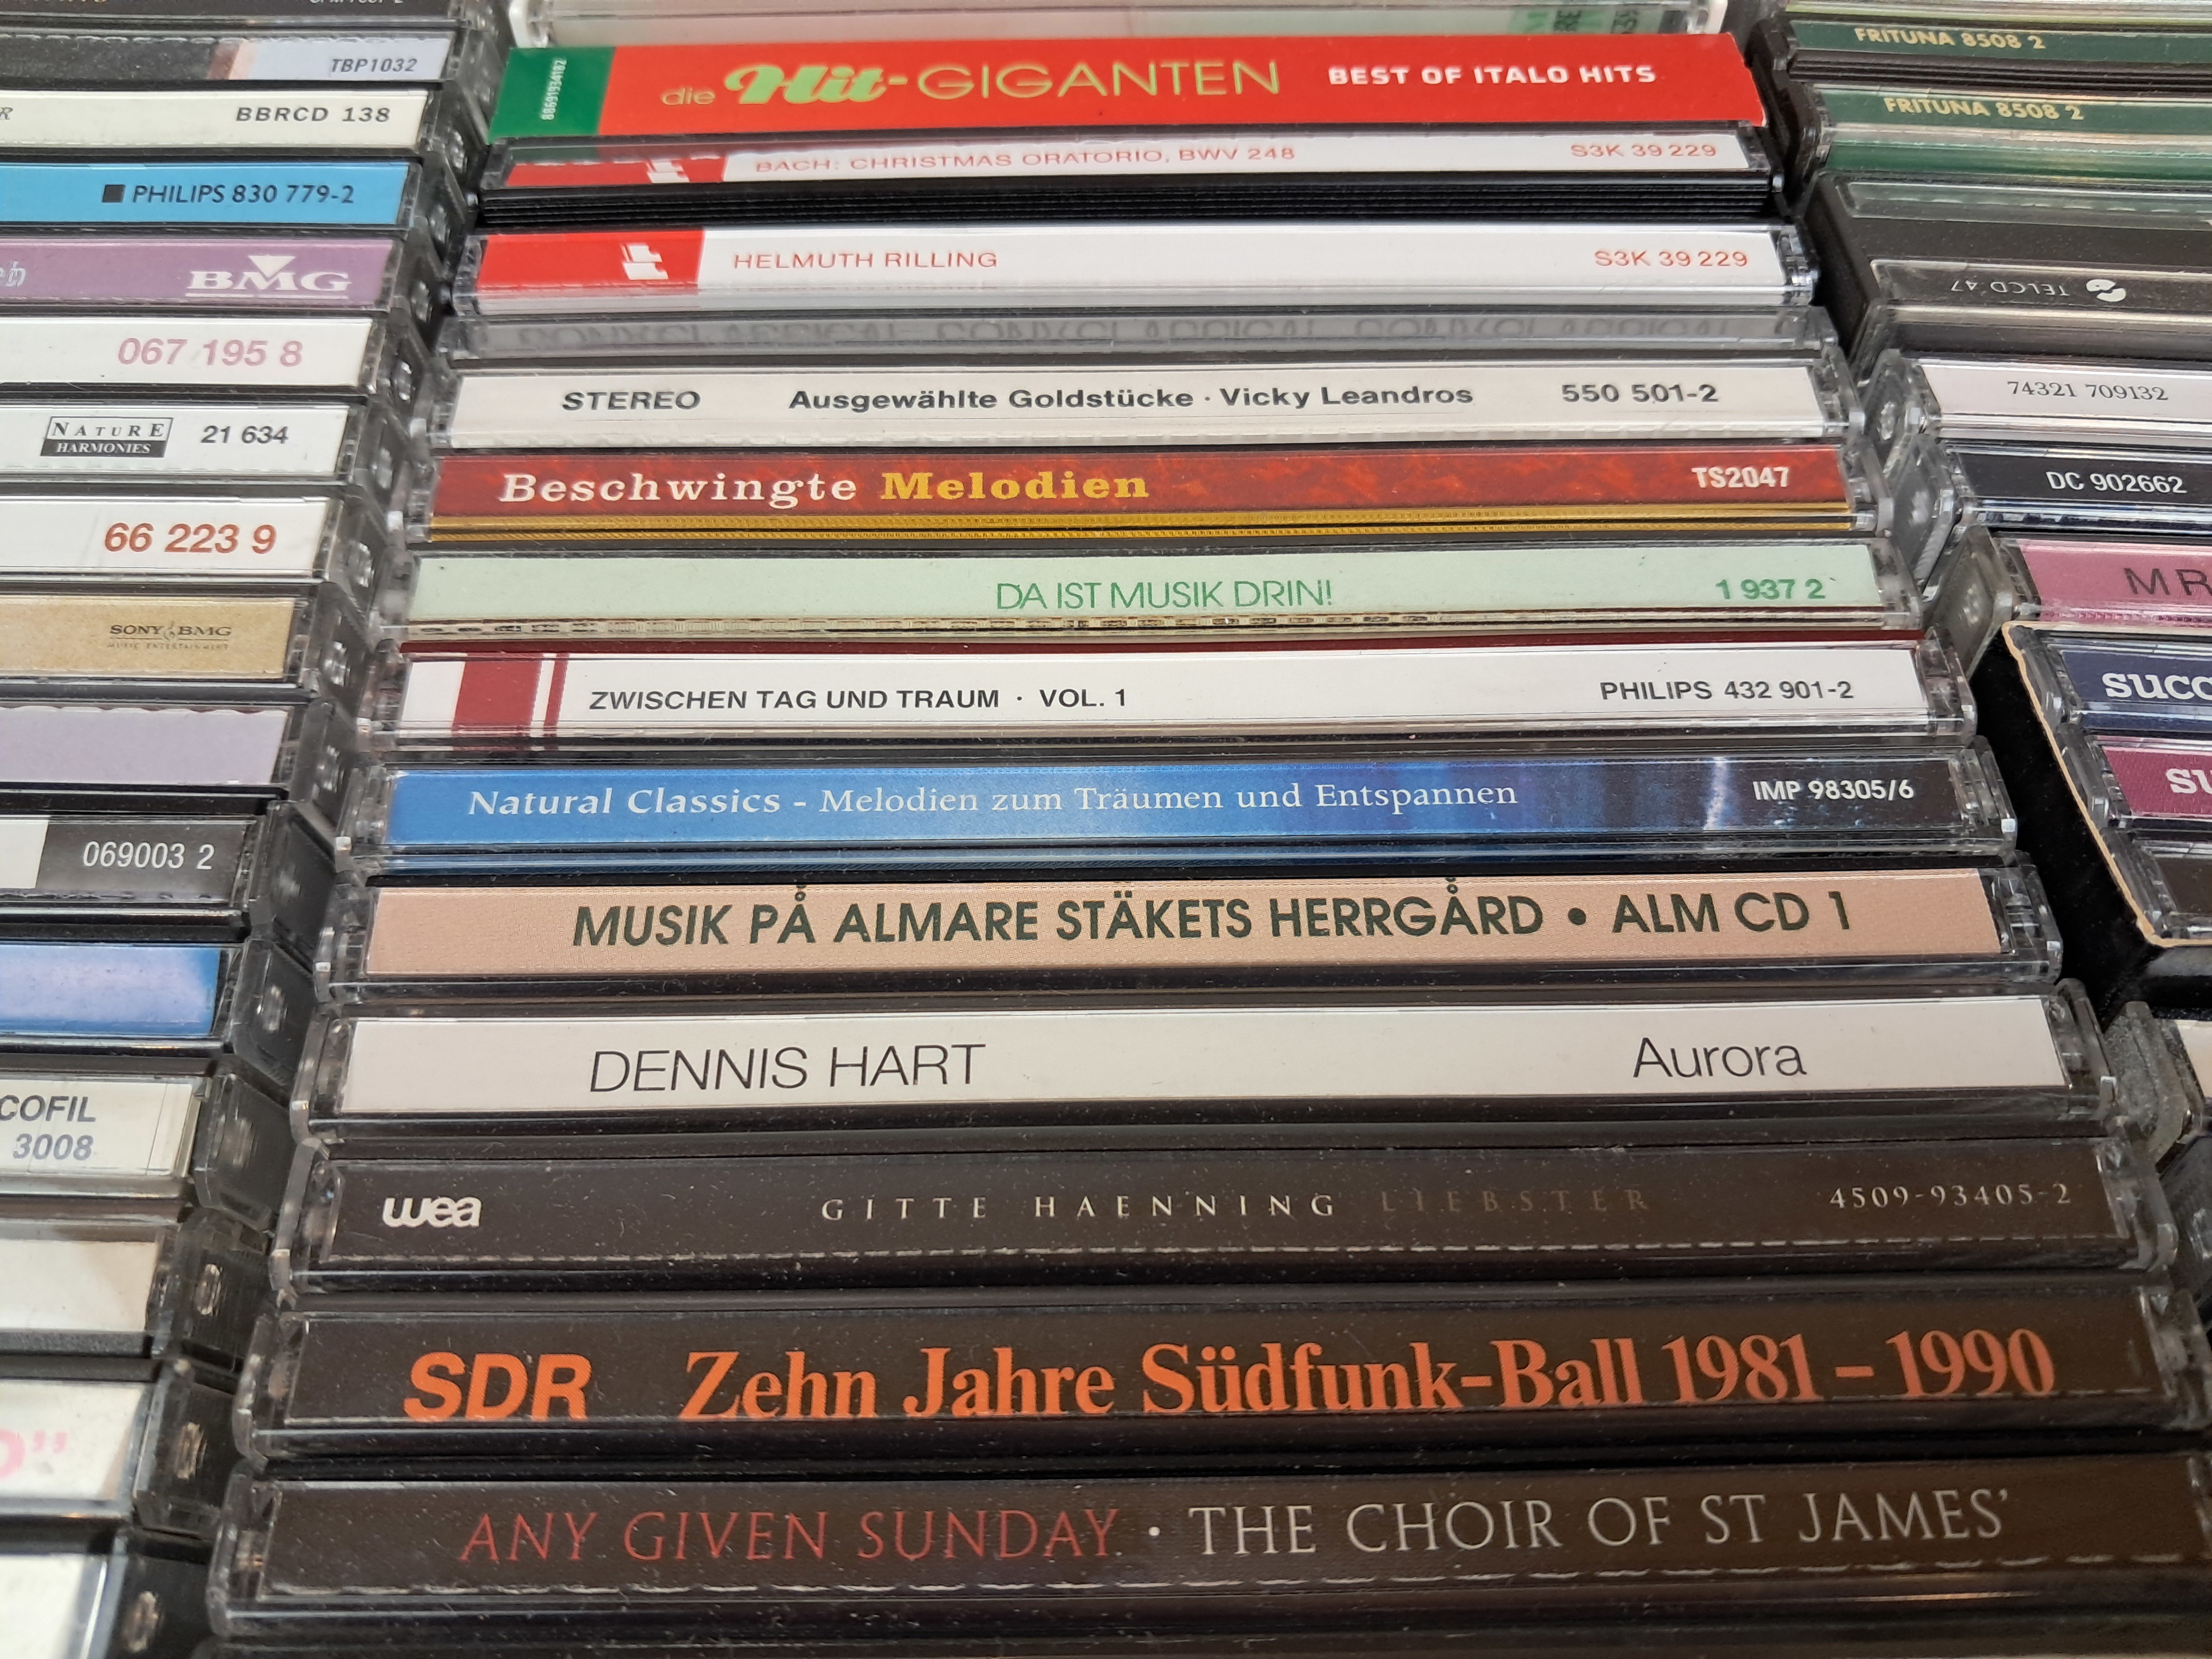 TBP1032
BBRCD 138
PHILIPS 830 779-2
BMG
067 195 8
NATURE
HARMONIES
21 634
66 223 9
SONY BMG
MUSIC ENTERTAINMENT
069003 2
COFIL
3008
88691934182
die Hit-GIGANTEN BEST OF ITALO HITS
BACH: CHRISTMAS ORATORIO, BWV 248 S3K 39 229
HELMUTH RILLING S3K 39 229
STEREO Ausgewählte Goldstücke · Vicky Leandros 550 501-2
Beschwingte Melodien TS2047
DA IST MUSIK DRIN! 1 937 2
ZWISCHEN TAG UND TRAUM · VOL. 1 PHILIPS 432 901-2
Natural Classics - Melodien zum Träumen und Entspannen IMP 98305/6
MUSIK PÅ ALMARE STÄKETS HERRGÅRD • ALM CD 1
DENNIS HART Aurora
wea GITTE HAENNING LIEBSTER 4509-93405-2
SDR Zehn Jahre Südfunk-Ball 1981 – 1990
ANY GIVEN SUNDAY · THE CHOIR OF ST JAMES'
FRITUNA 8508 2
FRITUNA 8508 2
TELCD 47
74321 709132
DC 902662
MR
succ
su